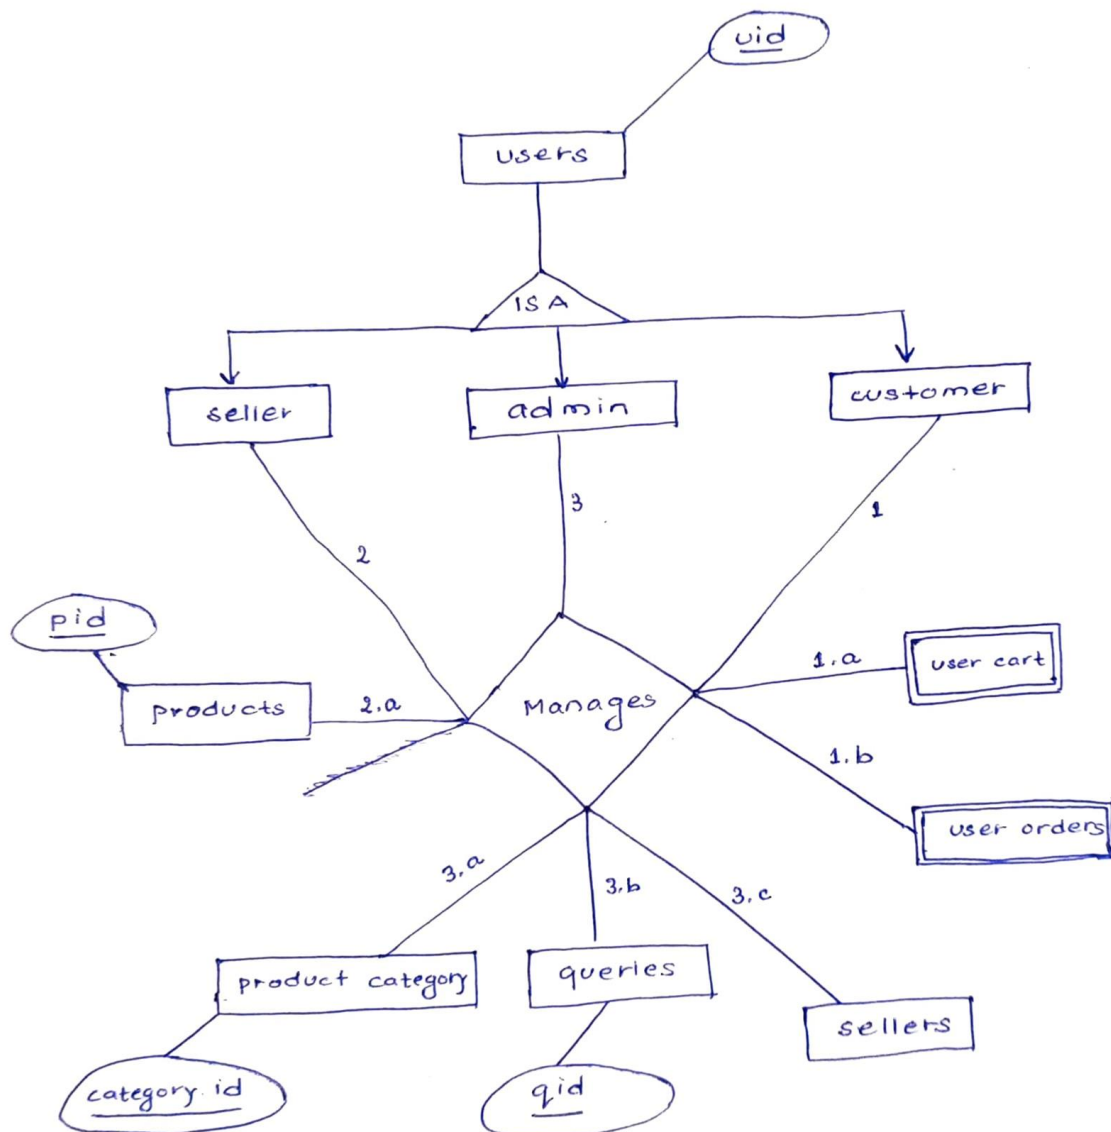 uid
users
ISA
seller
admin
customer
3
1
2
pid
products
2.a
Manages
1.a
user cart
1.b
user orders
3.a
3.b
3.c
product category
queries
sellers
category.id
qid